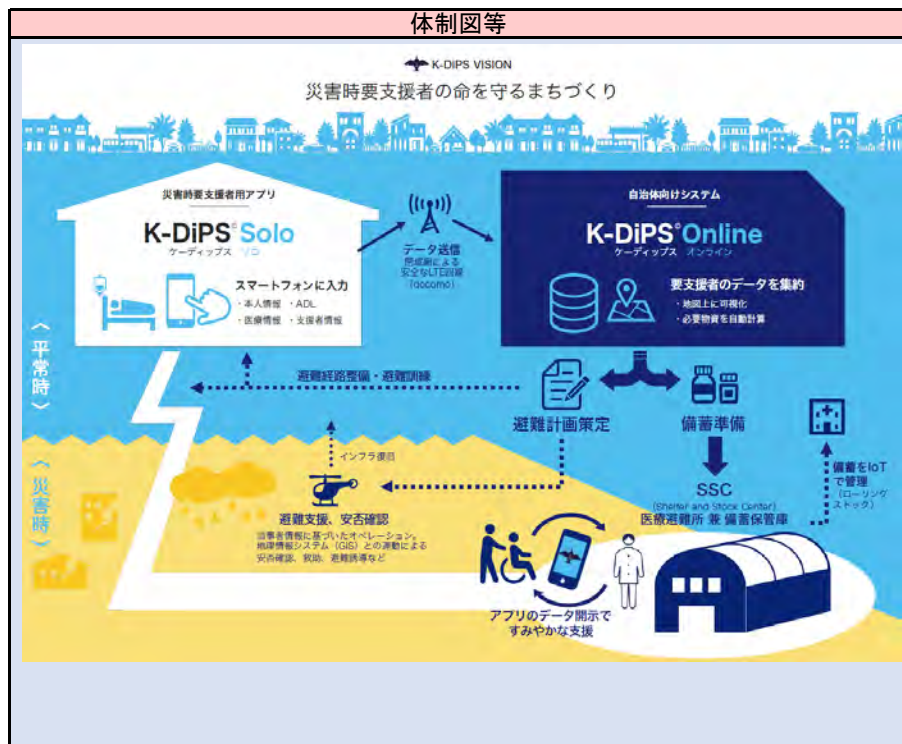 体制図等
K-DiPS VISION
災害時要支援者の命を守るまちづくり
災害時要支援者用アプリ
K-DiPS Solo
ケーディップス ソロ
スマートフォンに入力
・本人情報 ・ADL
・医療情報 ・支援者情報
データ送信
閉域網による
安全なLTE回線
(docomo)
自治体向けシステム
K-DiPS Online
ケーディップス オンライン
要支援者のデータを集約
・地図上に可視化
・必要物資を自動計算
〈平常時〉
避難経路整備・避難訓練
避難計画策定
備蓄準備
備蓄をIoT
で管理
(ローリング
ストック)
〈災害時〉
インフラ復旧
避難支援、安否確認
当事者情報に基づいたオペレーション。
地理情報システム(GIS)との連動による
安否確認、救助、避難誘導など
SSC
(Shelter and Stock Center)
医療避難所 兼 備蓄保管庫
アプリのデータ開示で
すみやかな支援